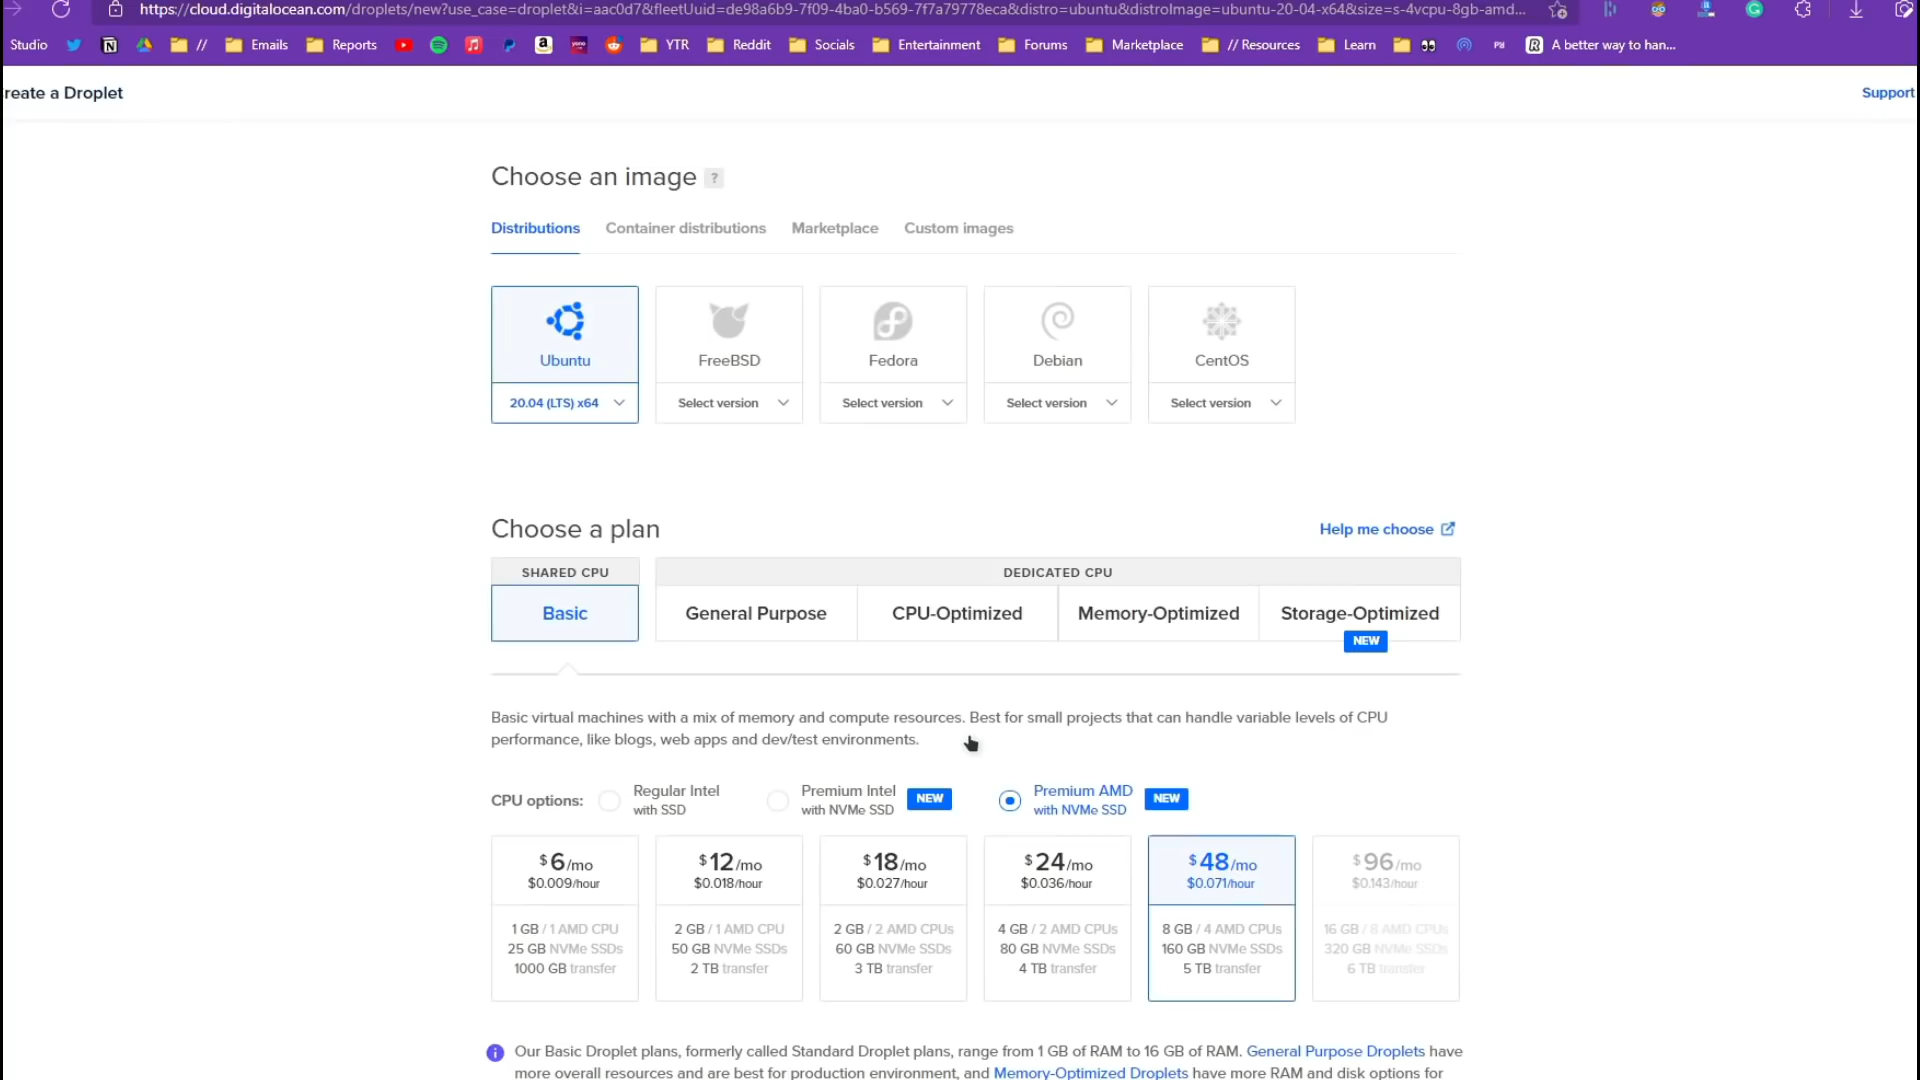 https://cloud.digitalocean.com/droplets/new?use_case=droplet&i=aac0d7&fleetUuid=de98a6b9-7f09-4ba0-b569-7f7a79778eca&distro=ubuntu&distroImage=ubuntu-20-04-x64&size=s-4vcpu-8gb-amd...
Studio // Emails Reports YTR Reddit Socials Entertainment Forums Marketplace // Resources Learn A better way to han...
reate a Droplet
Support
Choose an image ?
Distributions Container distributions Marketplace Custom images
Ubuntu FreeBSD Fedora Debian CentOS
20.04 (LTS) x64 Select version Select version Select version Select version
Choose a plan
Help me choose
SHARED CPU DEDICATED CPU
Basic General Purpose CPU-Optimized Memory-Optimized Storage-Optimized
NEW
Basic virtual machines with a mix of memory and compute resources. Best for small projects that can handle variable levels of CPU
performance, like blogs, web apps and dev/test environments.
CPU options:
Regular Intel
with SSD
Premium Intel
with NVMe SSD
NEW
Premium AMD
with NVMe SSD
NEW
$6/mo $12/mo $18/mo $24/mo $48/mo $96/mo
$0.009/hour $0.018/hour $0.027/hour $0.036/hour $0.071/hour $0.143/hour
1 GB / 1 AMD CPU 2 GB / 1 AMD CPU 2 GB / 2 AMD CPUs 4 GB / 2 AMD CPUs 8 GB / 4 AMD CPUs 16 GB / 8 AMD CPUs
25 GB NVMe SSDs 50 GB NVMe SSDs 60 GB NVMe SSDs 80 GB NVMe SSDs 160 GB NVMe SSDs 320 GB NVMe SSDs
1000 GB transfer 2 TB transfer 3 TB transfer 4 TB transfer 5 TB transfer 6 TB transfer
Our Basic Droplet plans, formerly called Standard Droplet plans, range from 1 GB of RAM to 16 GB of RAM. General Purpose Droplets have
more overall resources and are best for production environment, and Memory-Optimized Droplets have more RAM and disk options for